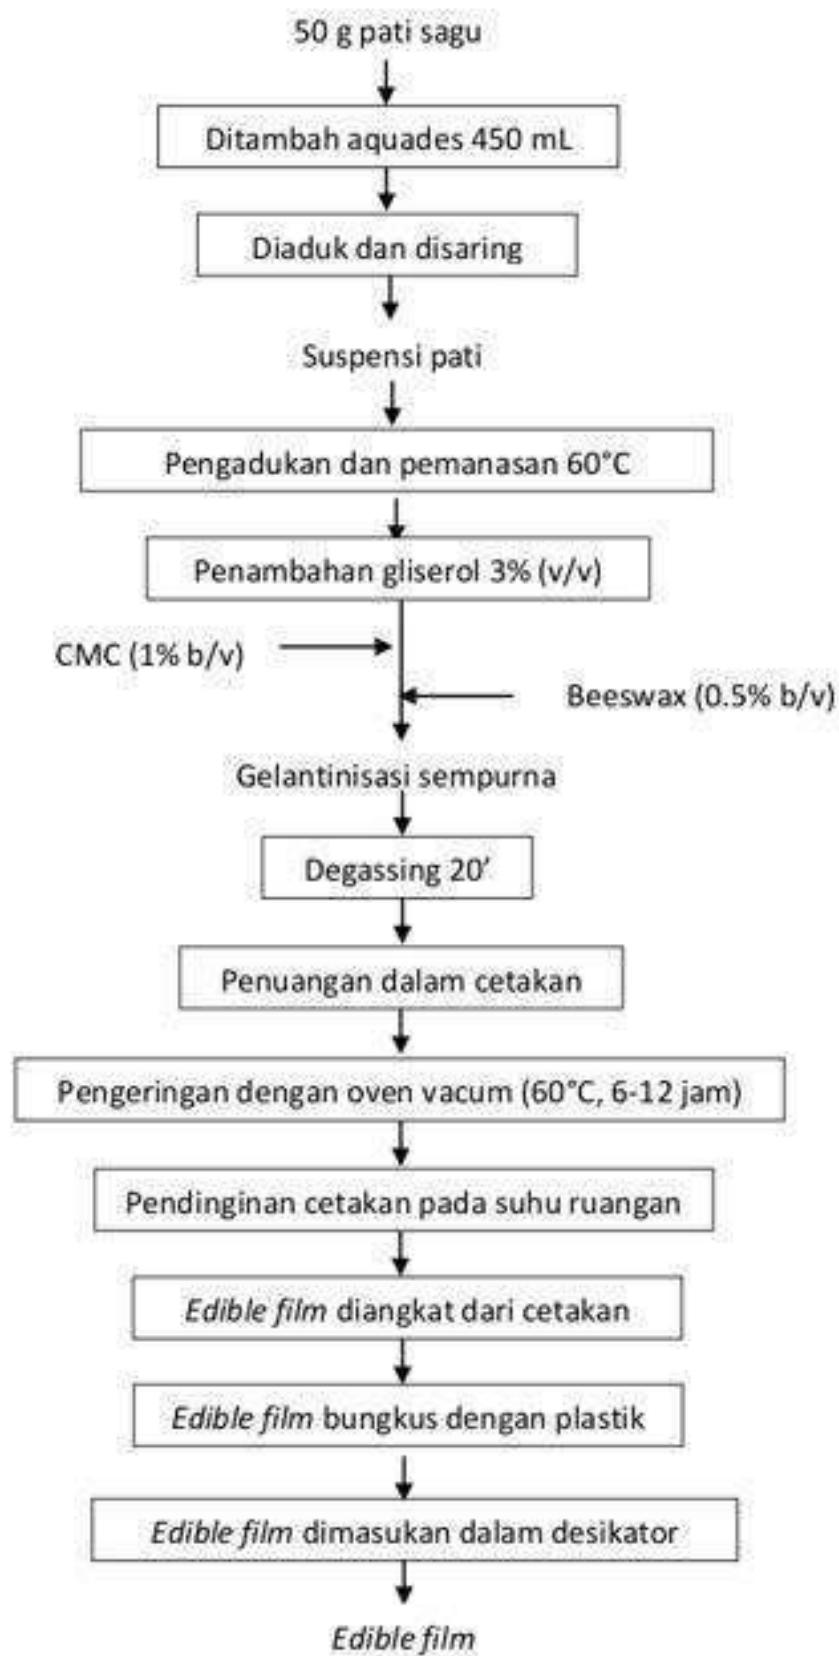 50 g pati sagu
Ditambah aquades 450 mL
Diaduk dan disaring
Suspensi pati
Pengadukan dan pemanasan 60°C
Penambahan gliserol 3% (v/v)
CMC (1% b/v)
Beeswax (0.5% b/v)
Gelantinisasi sempurna
Degassing 20’
Penuangan dalam cetakan
Pengeringan dengan oven vacum (60°C, 6-12 jam)
Pendinginan cetakan pada suhu ruangan
Edible film diangkat dari cetakan
Edible film bungkus dengan plastik
Edible film dimasukan dalam desikator
Edible film